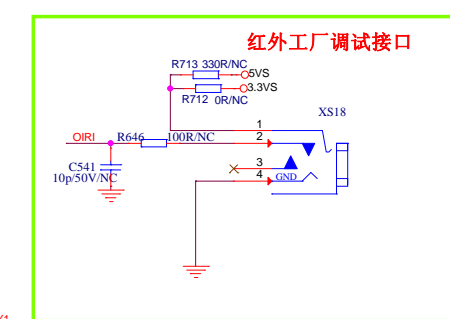 红外工厂调试接口
R713 330R/NC
5VS
3.3VS
R712 0R/NC
XS18
1
OIRI
R646 100R/NC
2
C541
10p/50V/NC
3
4
GND